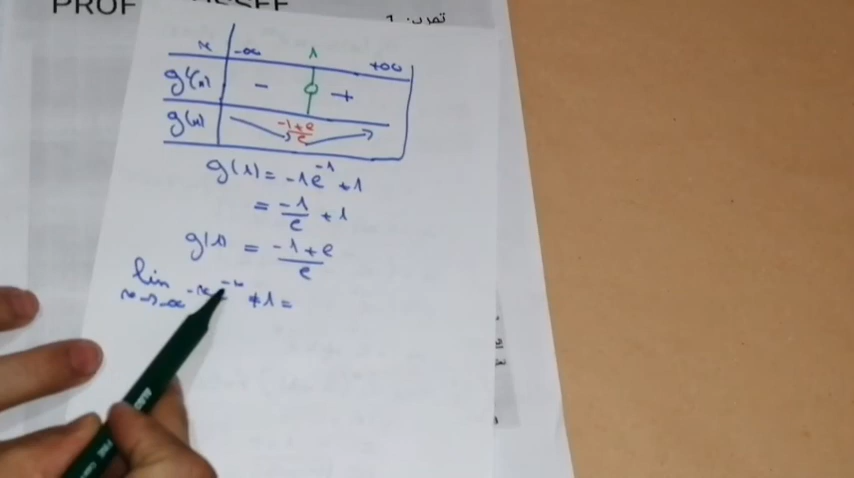 PROF
تمرين 1
x -∞ 1 +∞
g'(x) - 0 +
g(x) -1+e/e
g(1) = -1e^-1 + 1
= -1/e + 1
g(1) = -1+e/e
lim x→-∞ -xe^-x + 1 =